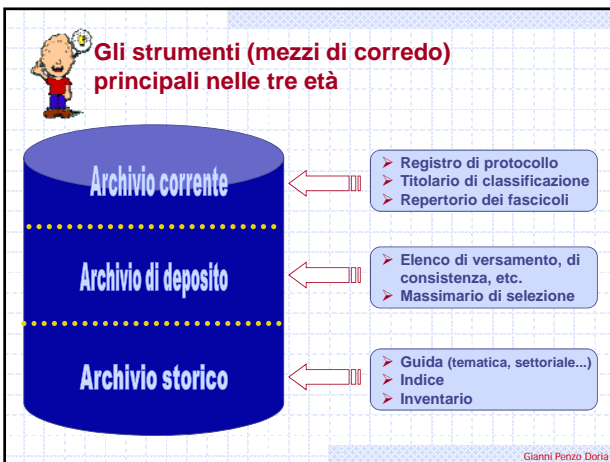 Gli strumenti (mezzi di corredo)
principali nelle tre età
Archivio corrente
➢ Registro di protocollo
➢ Titolario di classificazione
➢ Repertorio dei fascicoli
Archivio di deposito
➢ Elenco di versamento, di
consistenza, etc.
➢ Massimario di selezione
Archivio storico
➢ Guida (tematica, settoriale...)
➢ Indice
➢ Inventario
Gianni Penzo Doria